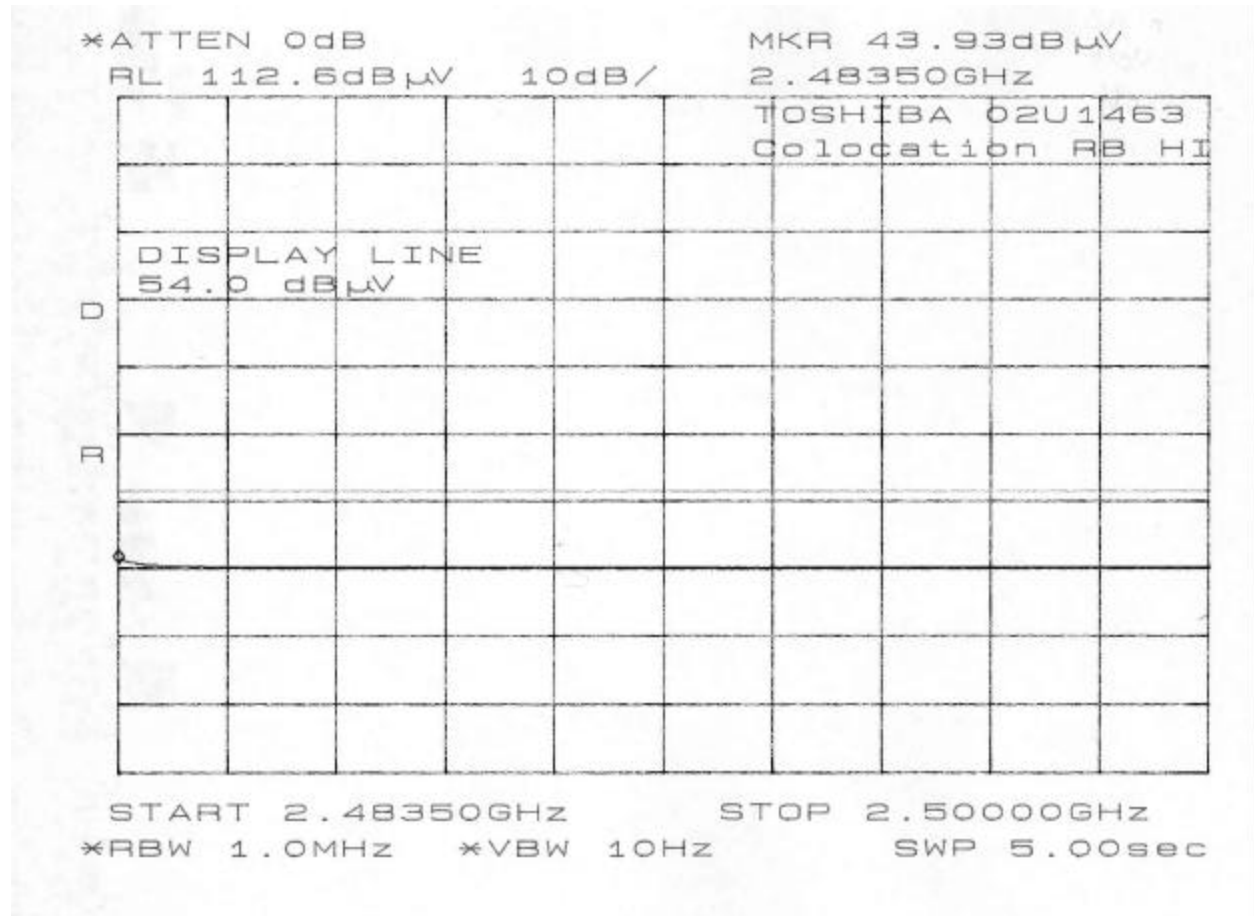 *ATTEN 0dB
MKR 43.93dBµV
RL 112.6dBµV 10dB/
2.48350GHz
TOSHIBA 02U1463
Colocation RB HI
DISPLAY LINE
54.0 dBµV
D
R
START 2.48350GHz STOP 2.50000GHz
*RBW 1.0MHz *VBW 10Hz SWP 5.00sec